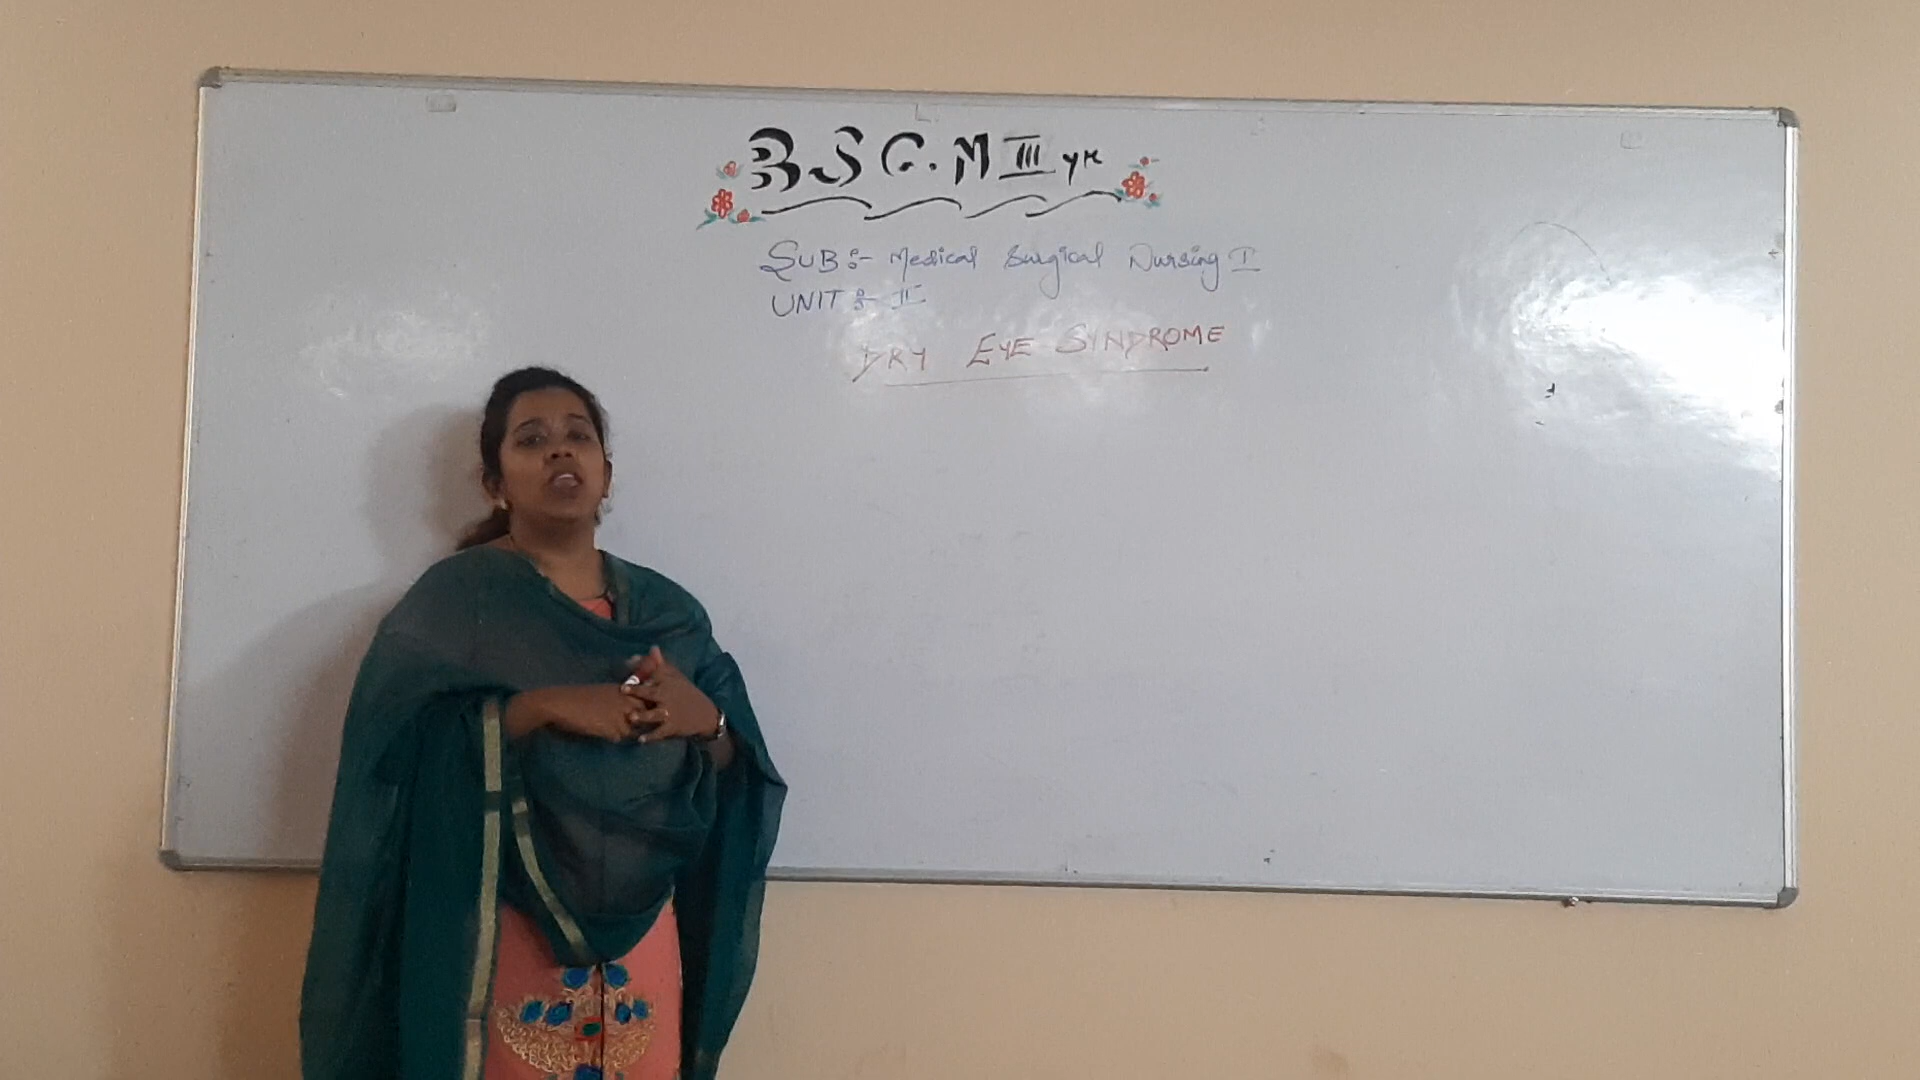 BSC.N III yr
SUB:- Medical Surgical Nursing I
UNIT :- II
DRY EYE SYNDROME